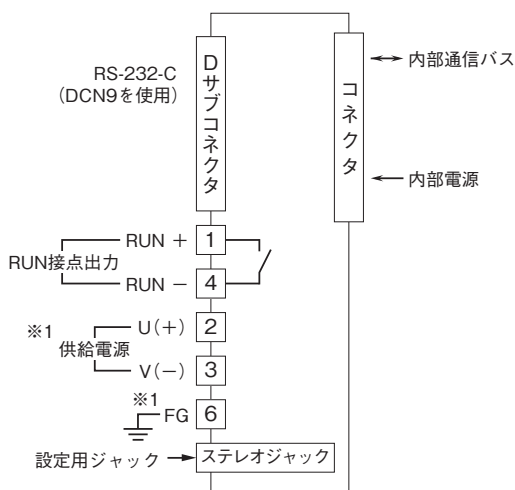 RS-232-C
(DCN9を使用)
Dサブコネクタ
コネクタ
内部通信バス
内部電源
RUN接点出力
RUN +
1
RUN −
4
※1
供給電源
U(+)
2
V(−)
3
※1
FG
6
設定用ジャック
ステレオジャック